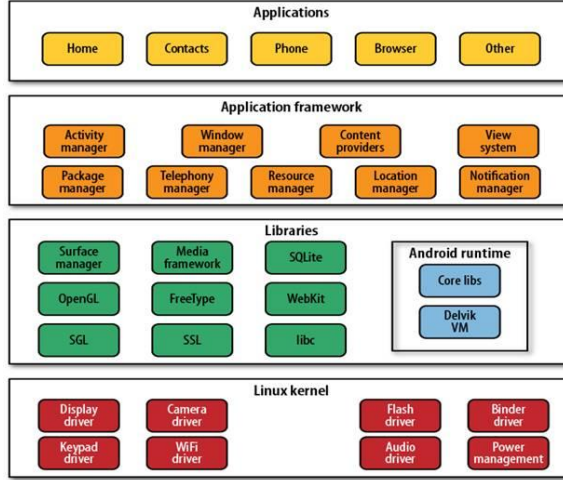 Applications
Home Contacts Phone Browser Other
Application framework
Activity manager
Window manager
Content providers
View system
Package manager
Telephony manager
Resource manager
Location manager
Notification manager
Libraries
Surface manager
Media framework
SQLite
OpenGL
FreeType
WebKit
SGL
SSL
libc
Android runtime
Core libs
Delvik VM
Linux kernel
Display driver
Camera driver
Flash driver
Binder driver
Keypad driver
WiFi driver
Audio driver
Power management